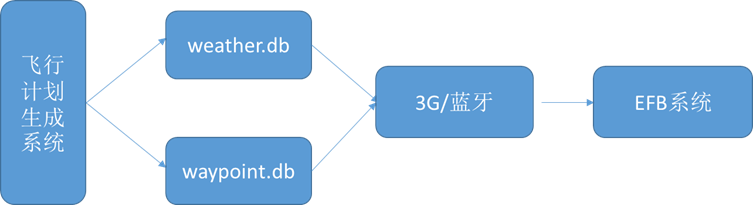 飞行
计划
生成
系统
weather.db
waypoint.db
3G/蓝牙
EFB系统